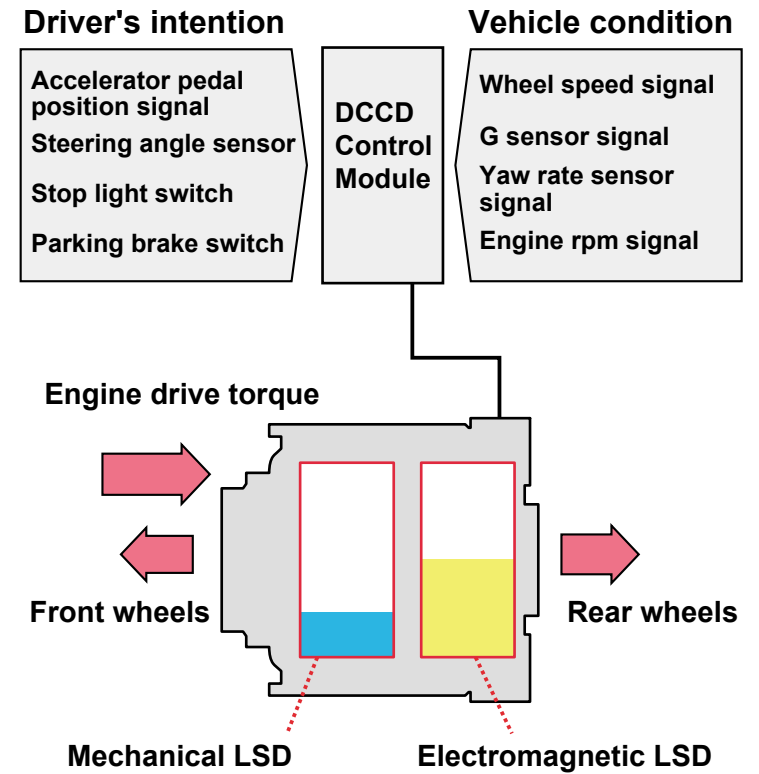 Driver's intention
Accelerator pedal
position signal
Steering angle sensor
Stop light switch
Parking brake switch
DCCD
Control
Module
Vehicle condition
Wheel speed signal
G sensor signal
Yaw rate sensor
signal
Engine rpm signal
Engine drive torque
Front wheels
Rear wheels
Mechanical LSD
Electromagnetic LSD